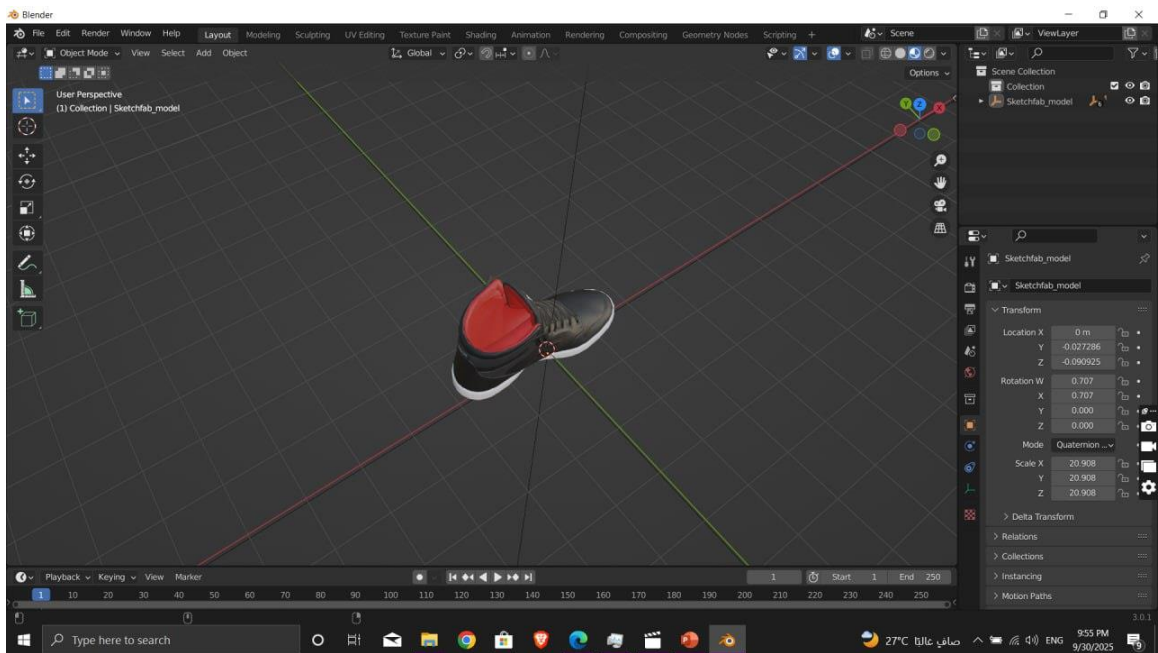 Blender
File Edit Render Window Help Layout Modeling Sculpting UV Editing Texture Paint Shading Animation Rendering Compositing Geometry Nodes Scripting + Scene ViewLayer
Object Mode View Select Add Object Global
Options
User Perspective
(1) Collection | Sketchfab_model
Y Z X
Scene Collection
Collection
Sketchfab_model
Sketchfab_model
Sketchfab_model
Transform
Location X 0 m
Y -0.027286
Z -0.090925
Rotation W 0.707
X 0.707
Y 0.000
Z 0.000
Mode Quaternion ...
Scale X 20.908
Y 20.908
Z 20.908
Delta Transform
Relations
Collections
Instancing
Motion Paths
Playback Keying View Marker 1 Start 1 End 250
1 10 20 30 40 50 60 70 80 90 100 110 120 130 140 150 160 170 180 190 200 210 220 230 240 250
3.0.1
Type here to search 27°C صافٍ غالبًا ENG 9:55 PM
9/30/2025